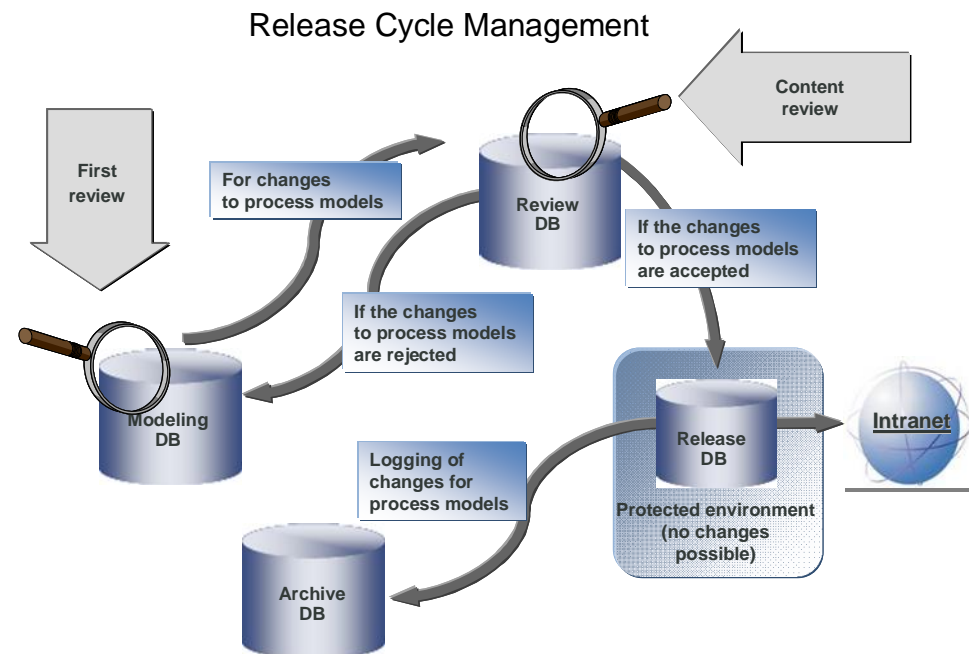 Release Cycle Management
Content
review
First
review
For changes
to process models
Review
DB
If the changes
to process models
are accepted
If the changes
to process models
are rejected
Modeling
DB
Release
DB
Intranet
Logging of
changes for
process models
Protected environment
(no changes
possible)
Archive
DB